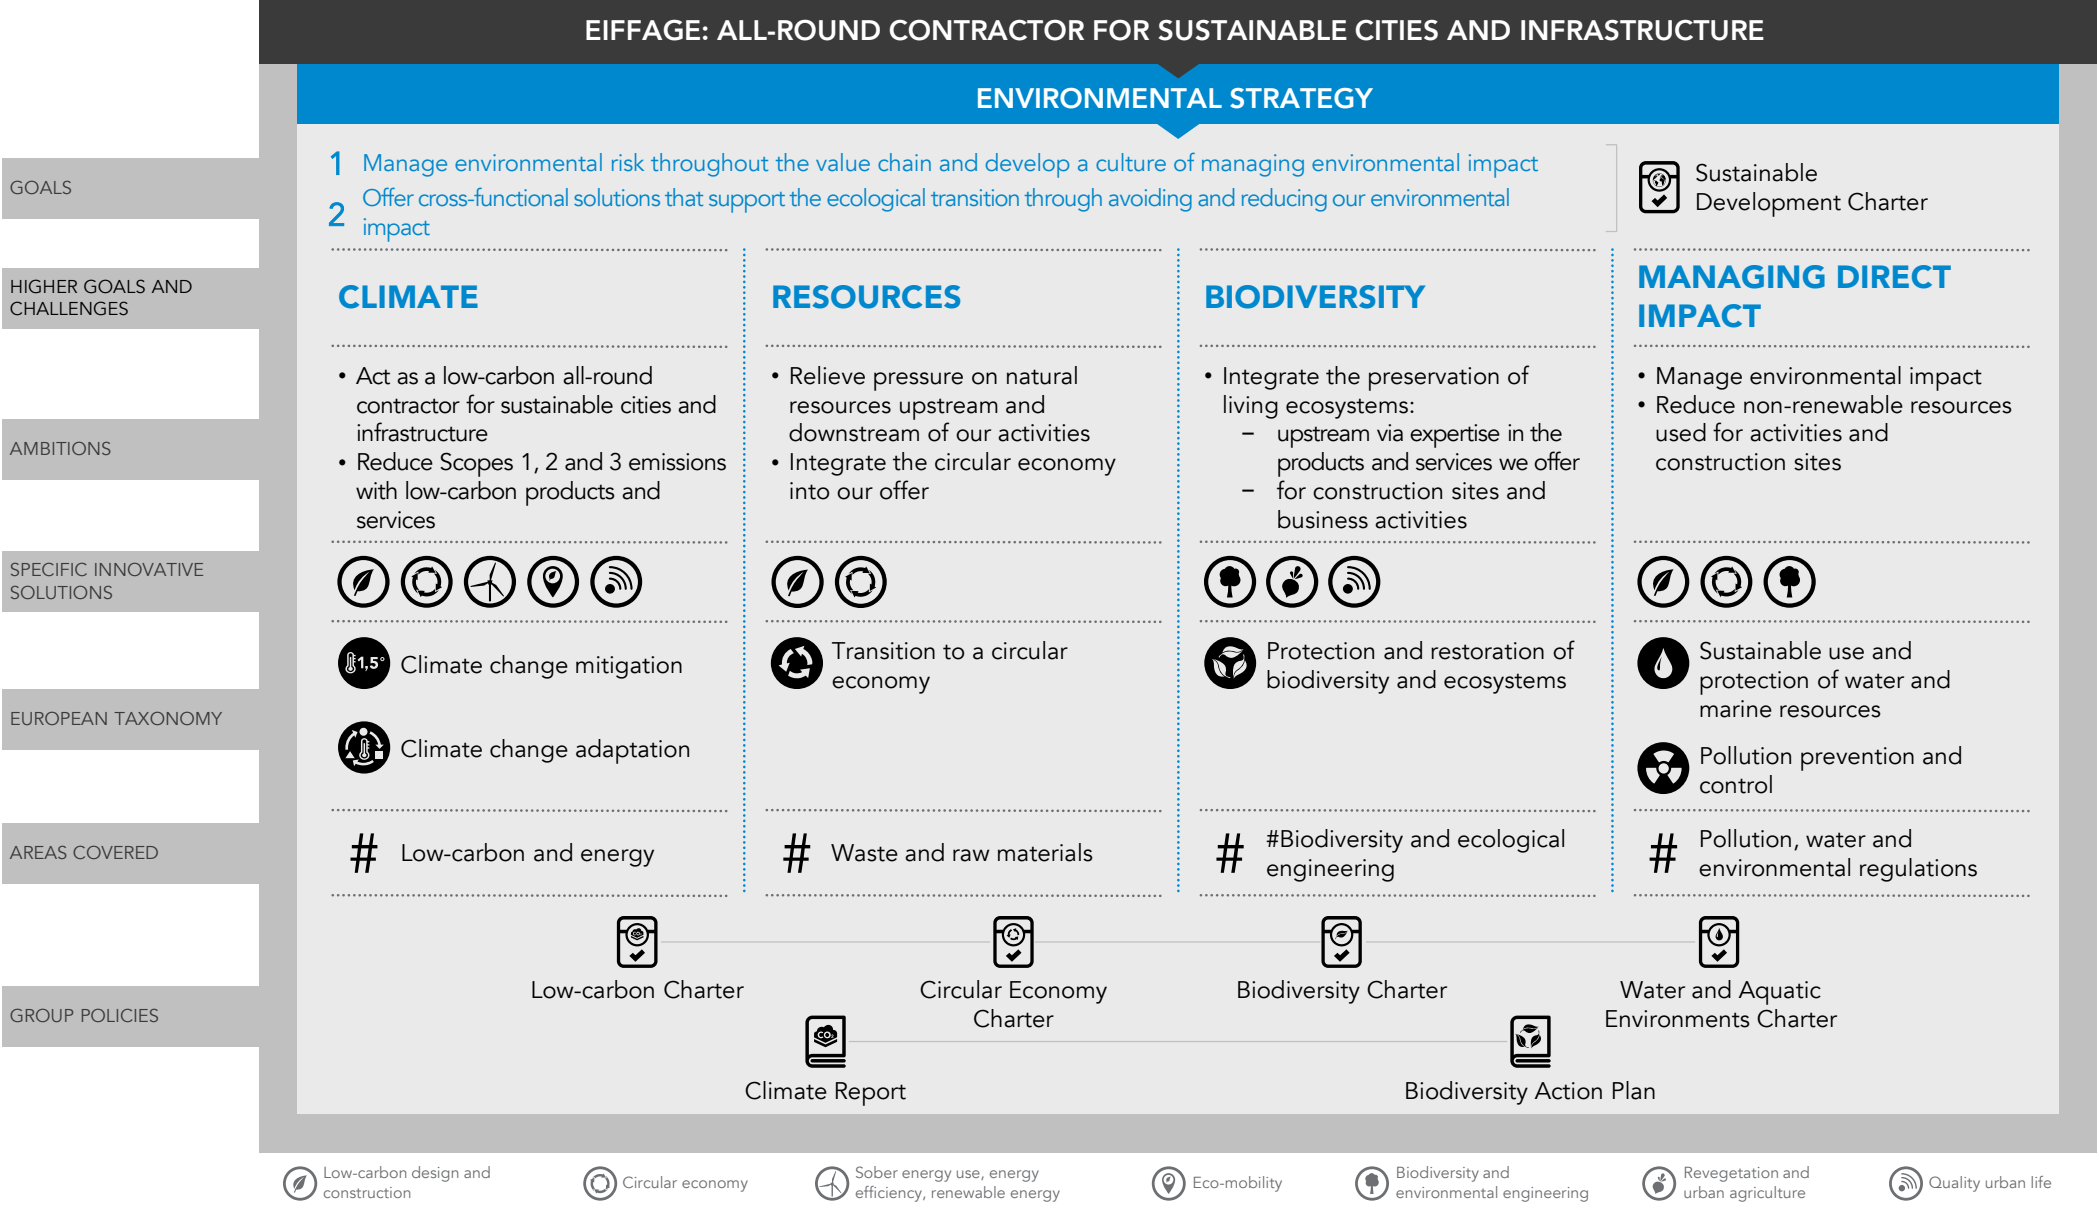 EIFFAGE: ALL-ROUND CONTRACTOR FOR SUSTAINABLE CITIES AND INFRASTRUCTURE
ENVIRONMENTAL STRATEGY
GOALS
1 Manage environmental risk throughout the value chain and develop a culture of managing environmental impact
2 Offer cross-functional solutions that support the ecological transition through avoiding and reducing our environmental
impact
Sustainable
Development Charter
HIGHER GOALS AND
CHALLENGES
CLIMATE
RESOURCES
BIODIVERSITY
MANAGING DIRECT
IMPACT
AMBITIONS
• Act as a low-carbon all-round
contractor for sustainable cities and
infrastructure
• Reduce Scopes 1, 2 and 3 emissions
with low-carbon products and
services
• Relieve pressure on natural
resources upstream and
downstream of our activities
• Integrate the circular economy
into our offer
• Integrate the preservation of
living ecosystems:
– upstream via expertise in the
products and services we offer
– for construction sites and
business activities
• Manage environmental impact
• Reduce non-renewable resources
used for activities and
construction sites
SPECIFIC INNOVATIVE
SOLUTIONS
EUROPEAN TAXONOMY
1,5°
Climate change mitigation
Climate change adaptation
Transition to a circular
economy
Protection and restoration of
biodiversity and ecosystems
Sustainable use and
protection of water and
marine resources
Pollution prevention and
control
AREAS COVERED
# Low-carbon and energy
# Waste and raw materials
# #Biodiversity and ecological
engineering
# Pollution, water and
environmental regulations
GROUP POLICIES
Low-carbon Charter
Circular Economy
Charter
Biodiversity Charter
Water and Aquatic
Environments Charter
CO₂
Climate Report
Biodiversity Action Plan
Low-carbon design and
construction
Circular economy
Sober energy use, energy
efficiency, renewable energy
Eco-mobility
Biodiversity and
environmental engineering
Revegetation and
urban agriculture
Quality urban life